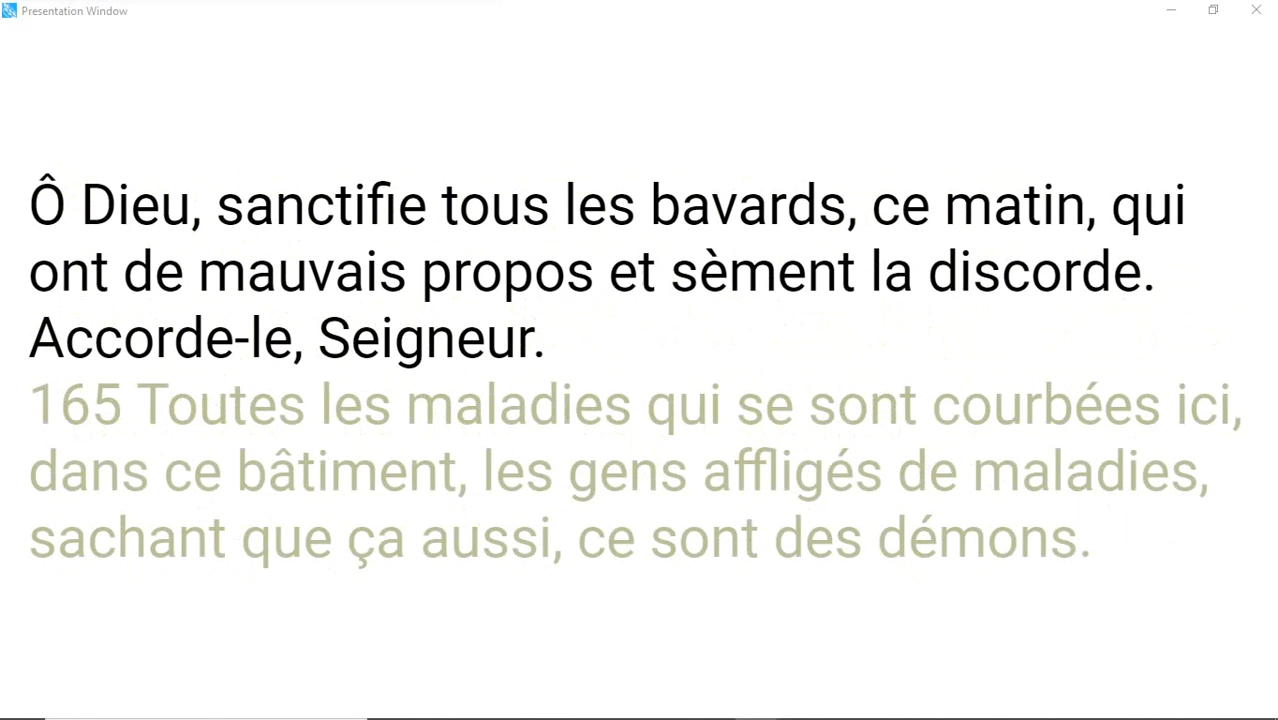 Presentation Window
Ô Dieu, sanctifie tous les bavards, ce matin, qui
ont de mauvais propos et sèment la discorde.
Accorde-le, Seigneur.
165 Toutes les maladies qui se sont courbées ici,
dans ce bâtiment, les gens affligés de maladies,
sachant que ça aussi, ce sont des démons.